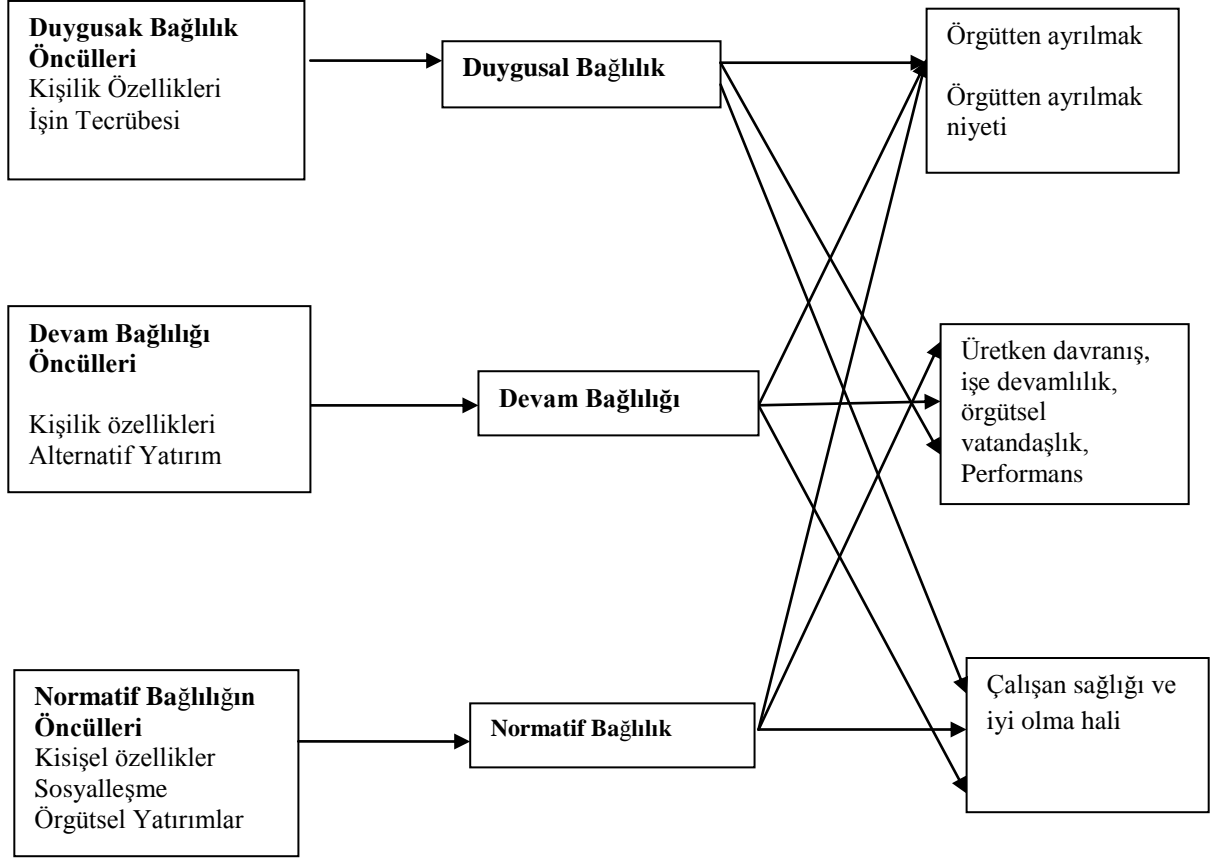 Duygusak Bağlılık
Öncülleri
Kişilik Özellikleri
İşin Tecrübesi
Duygusal Bağlılık
Örgütten ayrılmak
Örgütten ayrılmak
niyeti
Devam Bağlılığı
Öncülleri
Kişilik özellikleri
Alternatif Yatırım
Devam Bağlılığı
Üretken davranış,
işe devamlılık,
örgütsel
vatandaşlık,
Performans
Normatif Bağlılığın
Öncülleri
Kisişel özellikler
Sosyalleşme
Örgütsel Yatırımlar
Normatif Bağlılık
Çalışan sağlığı ve
iyi olma hali